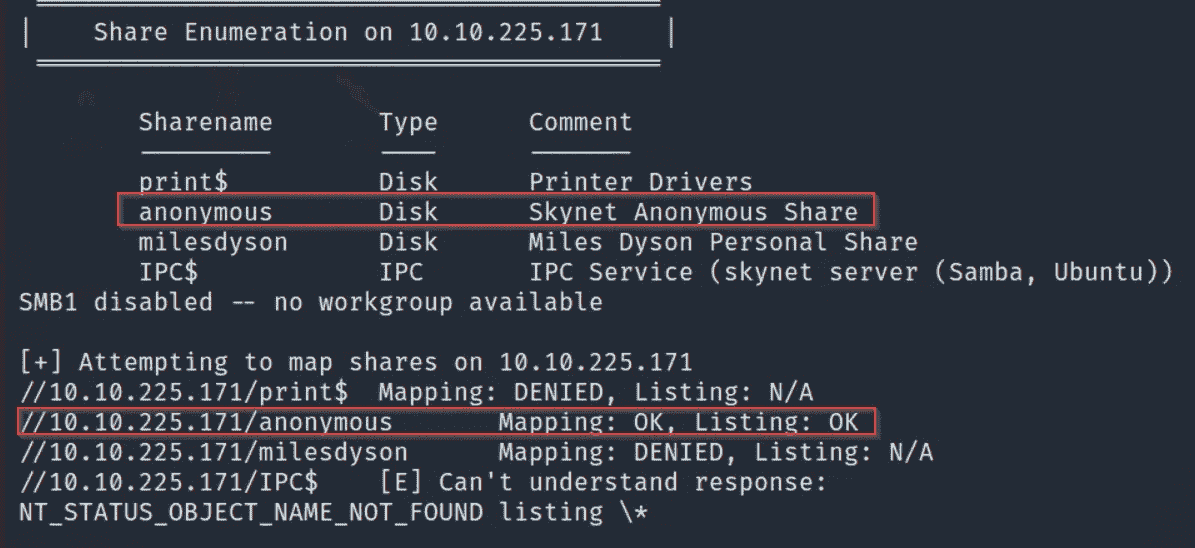 |    Share Enumeration on 10.10.225.171    |
Sharename       Type      Comment
print$          Disk      Printer Drivers
anonymous       Disk      Skynet Anonymous Share
milesdyson      Disk      Miles Dyson Personal Share
IPC$            IPC       IPC Service (skynet server (Samba, Ubuntu))
SMB1 disabled -- no workgroup available
[+] Attempting to map shares on 10.10.225.171
//10.10.225.171/print$  Mapping: DENIED, Listing: N/A
//10.10.225.171/anonymous       Mapping: OK, Listing: OK
//10.10.225.171/milesdyson      Mapping: DENIED, Listing: N/A
//10.10.225.171/IPC$    [E] Can't understand response:
NT_STATUS_OBJECT_NAME_NOT_FOUND listing \*